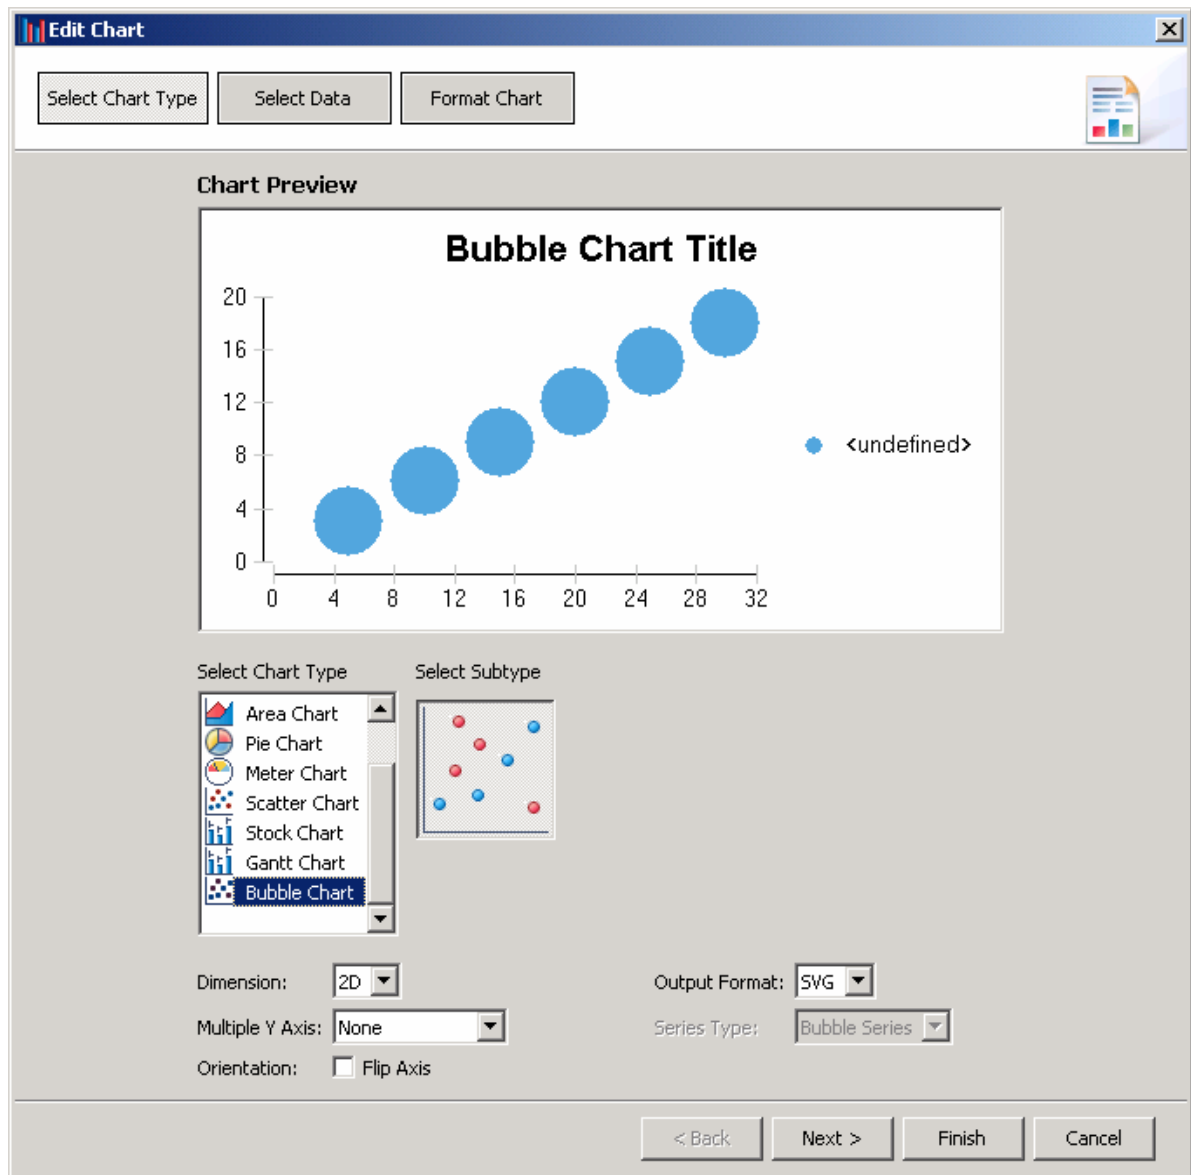 Edit Chart
Select Chart Type Select Data Format Chart
Chart Preview
Bubble Chart Title
20
16
12
8
4
0
0 4 8 12 16 20 24 28 32
<undefined>
Select Chart Type Select Subtype
Area Chart
Pie Chart
Meter Chart
Scatter Chart
Stock Chart
Gantt Chart
Bubble Chart
Dimension: 2D Output Format: SVG
Multiple Y Axis: None Series Type: Bubble Series
Orientation: Flip Axis
< Back Next > Finish Cancel